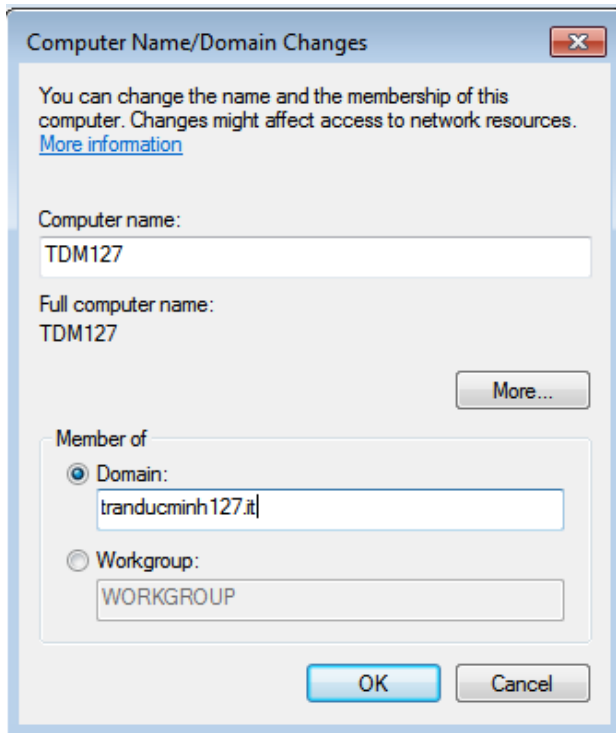 Computer Name/Domain Changes
You can change the name and the membership of this
computer. Changes might affect access to network resources.
More information
Computer name:
TDM127
Full computer name:
TDM127
More...
Member of
Domain:
tranducminh127.it
Workgroup:
WORKGROUP
OK
Cancel